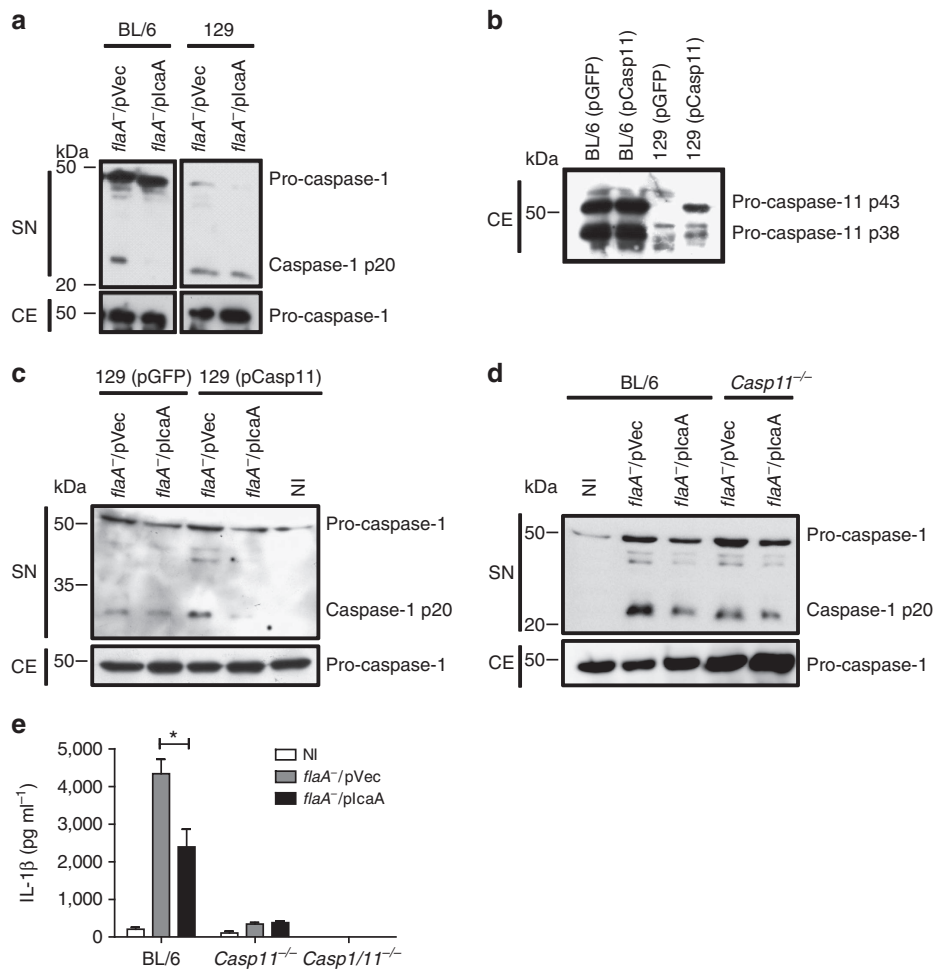 a
BL/6 129
flaA⁻/pVec flaA⁻/pIcaA flaA⁻/pVec flaA⁻/pIcaA
kDa
50
Pro-caspase-1
SN
Caspase-1 p20
20
CE 50 Pro-caspase-1
b
BL/6 (pGFP) BL/6 (pCasp11) 129 (pGFP) 129 (pCasp11)
kDa
CE 50 Pro-caspase-11 p43
Pro-caspase-11 p38
c
129 (pGFP) 129 (pCasp11)
flaA⁻/pVec flaA⁻/pIcaA flaA⁻/pVec flaA⁻/pIcaA NI
kDa
50 Pro-caspase-1
SN
35
Caspase-1 p20
CE 50 Pro-caspase-1
d
BL/6 Casp11⁻/⁻
NI flaA⁻/pVec flaA⁻/pIcaA flaA⁻/pVec flaA⁻/pIcaA
kDa
50 Pro-caspase-1
SN
Caspase-1 p20
20
CE 50 Pro-caspase-1
e
IL-1β (pg ml⁻¹)
5,000
4,000
3,000
2,000
1,000
0
*
NI
flaA⁻/pVec
flaA⁻/pIcaA
BL/6 Casp11⁻/⁻ Casp1/11⁻/⁻